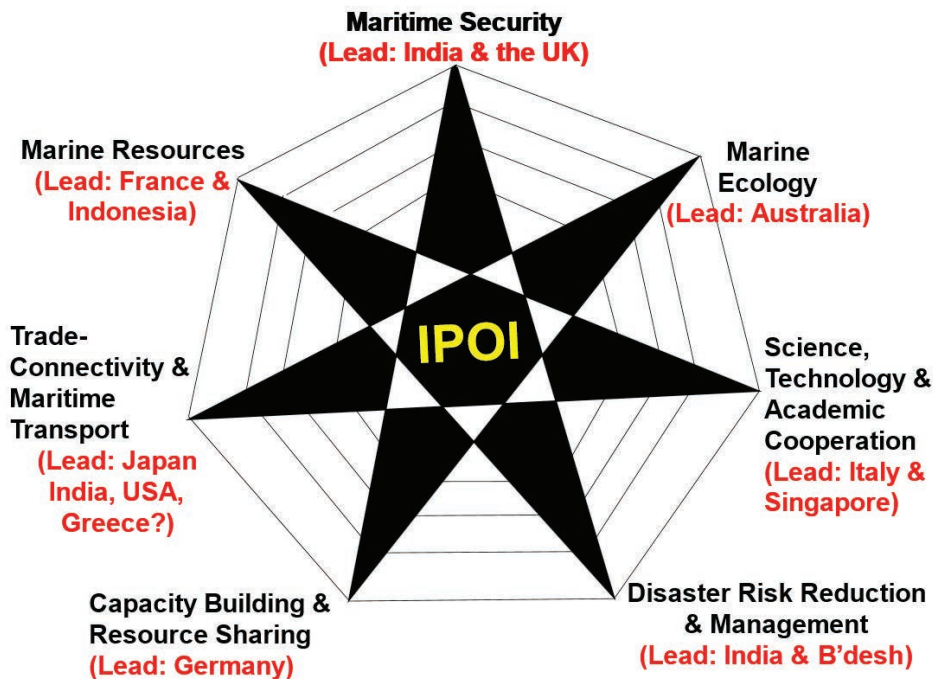 Maritime Security
(Lead: India & the UK)
Marine Resources
(Lead: France &
Indonesia)
Marine
Ecology
(Lead: Australia)
IPOI
Trade-
Connectivity &
Maritime
Transport
(Lead: Japan
India, USA,
Greece?)
Science,
Technology &
Academic
Cooperation
(Lead: Italy &
Singapore)
Capacity Building &
Resource Sharing
(Lead: Germany)
Disaster Risk Reduction
& Management
(Lead: India & B'desh)